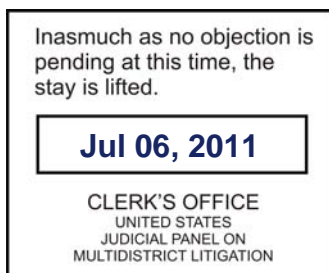 Inasmuch as no objection is
pending at this time, the
stay is lifted.
Jul 06, 2011
CLERK'S OFFICE
UNITED STATES
JUDICIAL PANEL ON
MULTIDISTRICT LITIGATION